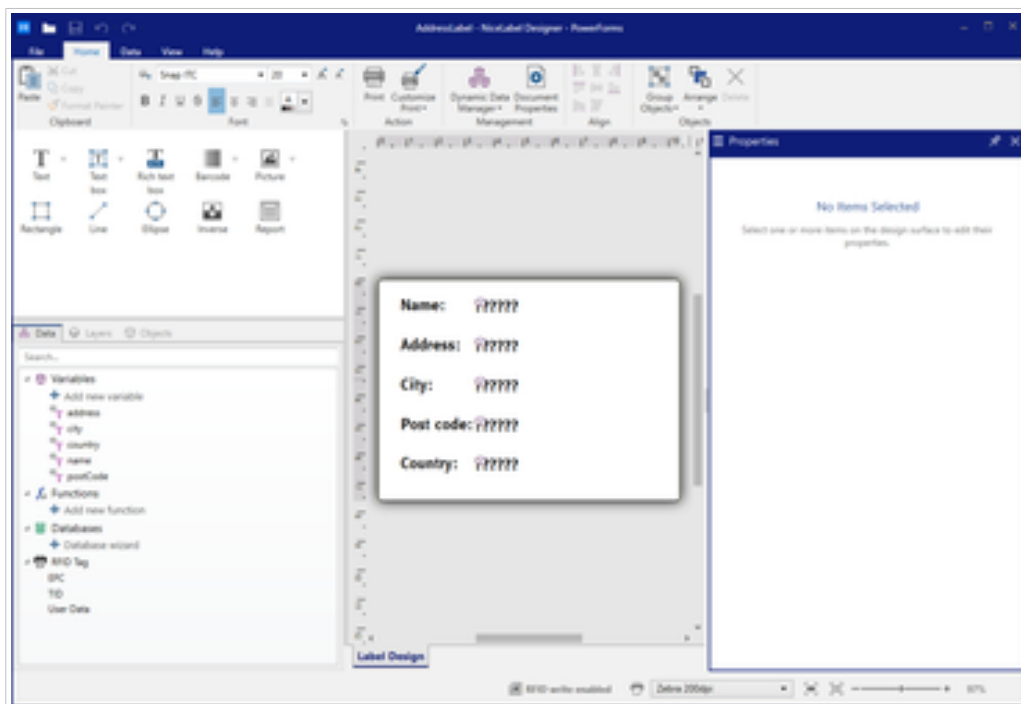 AddressLabel - NiceLabel Designer - PowerForms
File Home Data View Help
Paste
Cut
Copy
Format Painter
Clipboard
Snap ITC 20
B I U S
Font
Print
Customize Print
Action
Dynamic Data Manager
Document Properties
Management
Align
Group Objects
Arrange
Delete
Objects
Text
Text box
Rich text box
Barcode
Picture
Rectangle
Line
Ellipse
Inverse
Report
Data Layers Objects
Search...
Variables
Add new variable
address
city
country
name
postCode
Functions
Add new function
Databases
Database wizard
RFID Tag
EPC
TID
User Data
Name: ??????
Address: ??????
City: ??????
Post code: ??????
Country: ??????
Label Design
Properties
No Items Selected
Select one or more items on the design surface to edit their
properties.
RFID write enabled
Zebra 200dpi
97%